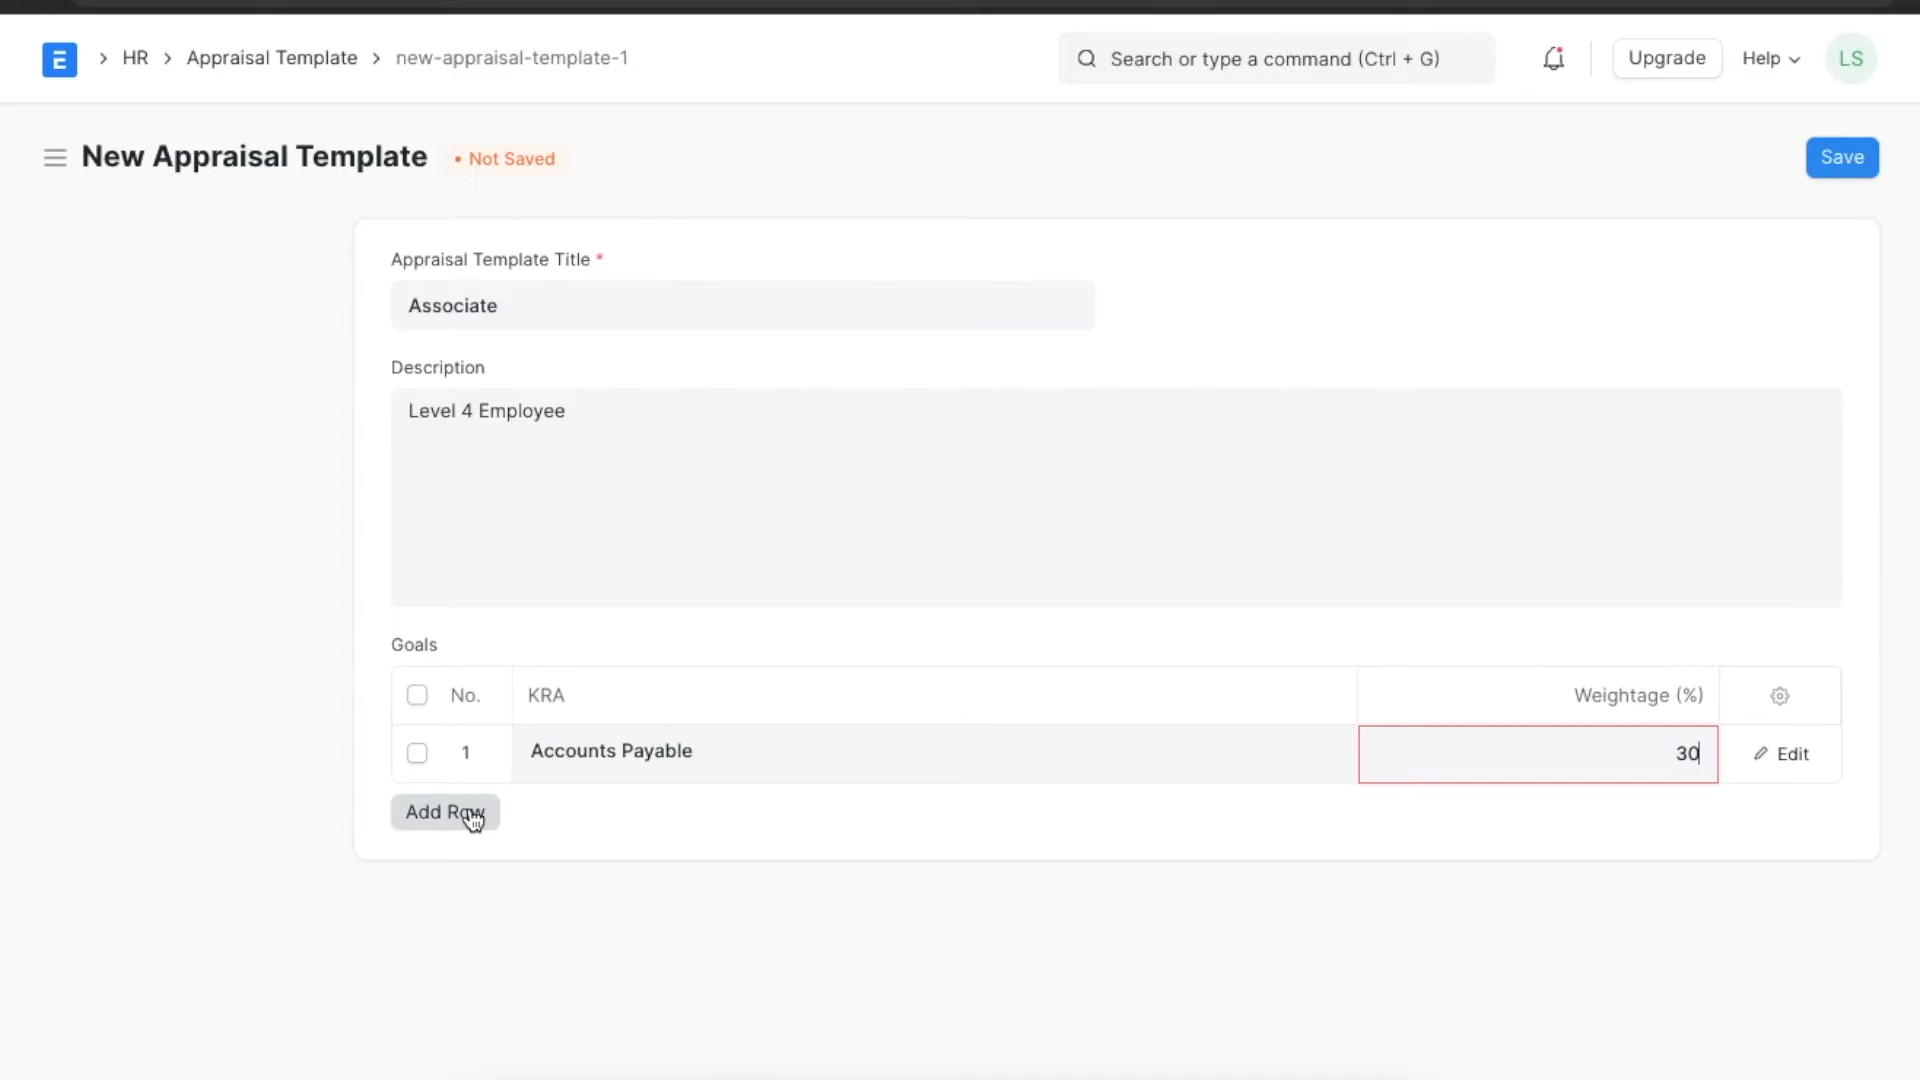 E > HR > Appraisal Template > new-appraisal-template-1 Search or type a command (Ctrl + G) Upgrade Help LS
New Appraisal Template • Not Saved Save
Appraisal Template Title *
Associate
Description
Level 4 Employee
Goals
No. KRA Weightage (%)
1 Accounts Payable 30 Edit
Add Row